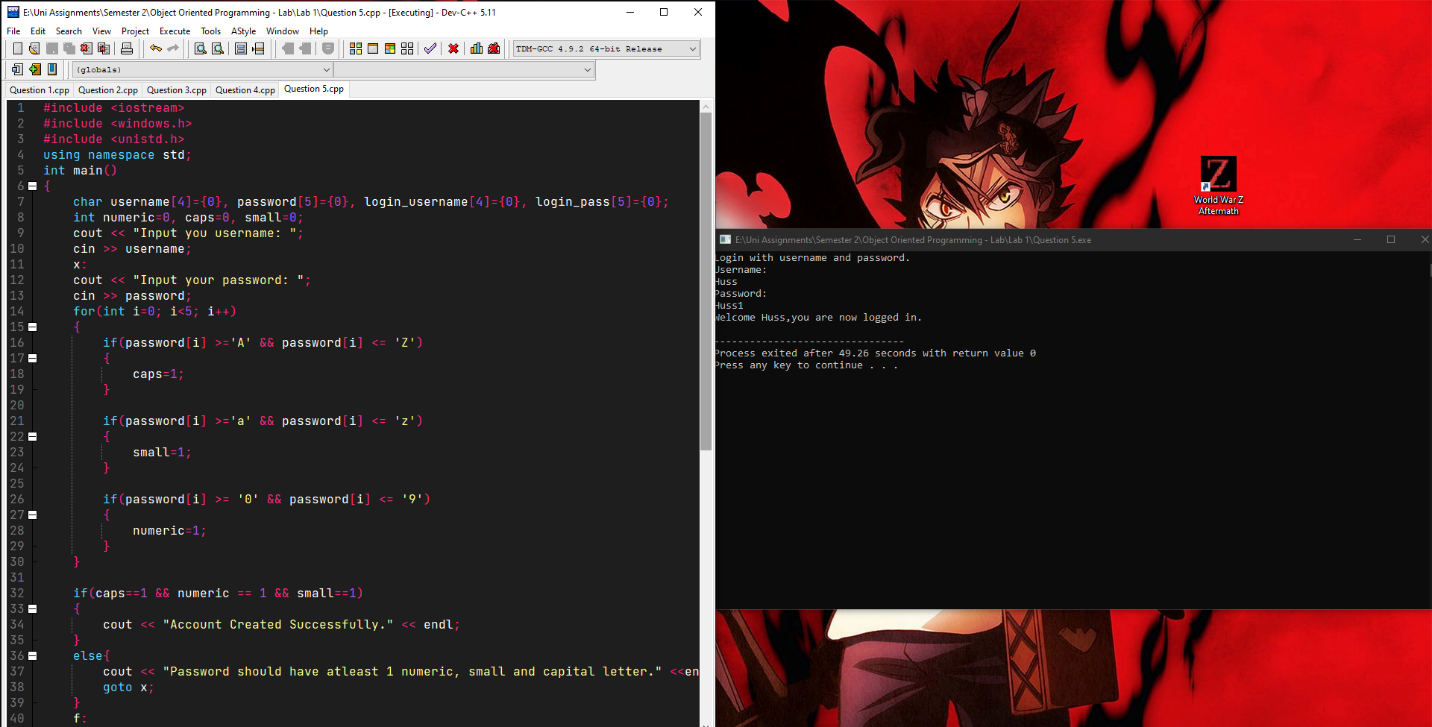 E:\Uni Assignments\Semester 2\Object Oriented Programming - Lab\Lab 1\Question 5.cpp - [Executing] - Dev-C++ 5.11
File Edit Search View Project Execute Tools AStyle Window Help
TDM-GCC 4.9.2 64-bit Release
(globals)
Question 1.cpp Question 2.cpp Question 3.cpp Question 4.cpp Question 5.cpp
1 #include <iostream>
2 #include <windows.h>
3 #include <unistd.h>
4 using namespace std;
5 int main()
6 {
7 char username[4]={0}, password[5]={0}, login_username[4]={0}, login_pass[5]={0};
8 int numeric=0, caps=0, small=0;
9 cout << "Input you username: ";
10 cin >> username;
11 x:
12 cout << "Input your password: ";
13 cin >> password;
14 for(int i=0; i<5; i++)
15 {
16 if(password[i] >='A' && password[i] <= 'Z')
17 {
18 caps=1;
19 }
20
21 if(password[i] >='a' && password[i] <= 'z')
22 {
23 small=1;
24 }
25
26 if(password[i] >= '0' && password[i] <= '9')
27 {
28 numeric=1;
29 }
30 }
31
32 if(caps==1 && numeric == 1 && small==1)
33 {
34 cout << "Account Created Successfully." << endl;
35 }
36 else{
37 cout << "Password should have atleast 1 numeric, small and capital letter." <<en
38 goto x;
39 }
40 f:
Z
World War Z
Aftermath
E:\Uni Assignments\Semester 2\Object Oriented Programming - Lab\Lab 1\Question 5.exe
Login with username and password.
Username:
Huss
Password:
Huss1
Welcome Huss,you are now logged in.
--------------------------------
Process exited after 49.26 seconds with return value 0
Press any key to continue . . .